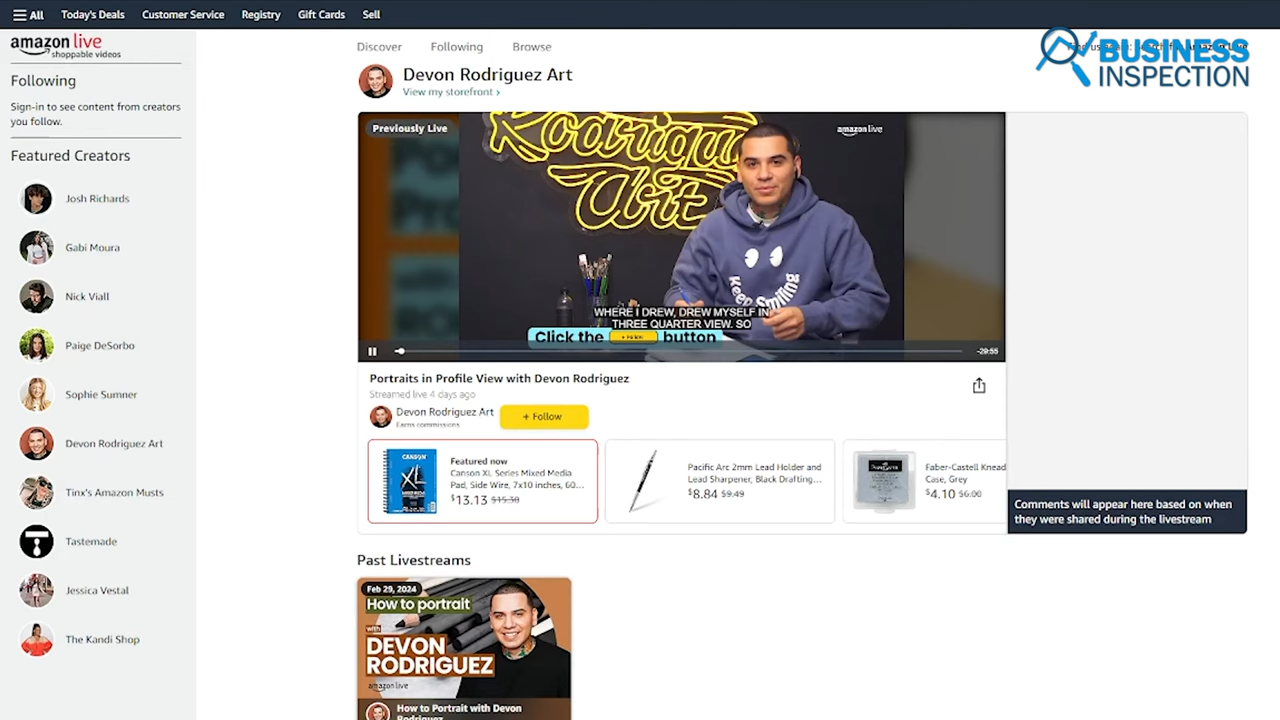 All Today's Deals Customer Service Registry Gift Cards Sell
amazon live
shoppable videos
Following
Sign-in to see content from creators
you follow.
Featured Creators
Josh Richards
Gabi Moura
Nick Viall
Paige DeSorbo
Sophie Sumner
Devon Rodriguez Art
Tinx's Amazon Musts
Tastemade
Jessica Vestal
The Kandi Shop
Discover Following Browse
BUSINESS
INSPECTION
Devon Rodriguez Art
View my storefront ›
Previously Live
amazon live
Rodriguez
Art
Keep Smiling
WHERE I DREW, DREW MYSELF IN
THREE QUARTER VIEW. SO
Click the + Follow button
-29:55
Portraits in Profile View with Devon Rodriguez
Streamed live 4 days ago
Devon Rodriguez Art
Earns commissions
+ Follow
CANSON
XL
Featured now
Canson XL Series Mixed Media
Pad, Side Wire, 7x10 inches, 60...
$13.13 $15.30
Pacific Arc 2mm Lead Holder and
Lead Sharpener, Black Drafting...
$8.84 $9.49
Faber-Castell Knead
Case, Grey
$4.10 $6.00
Comments will appear here based on when
they were shared during the livestream
Past Livestreams
Feb 29, 2024
How to portrait
with
DEVON
RODRIGUEZ
amazon live
How to Portrait with Devon
Rodriguez